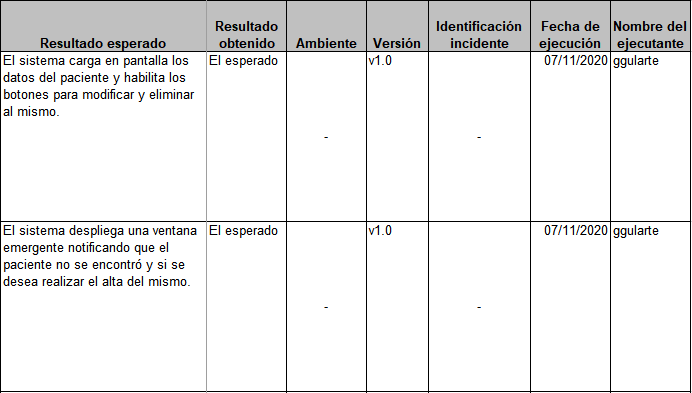 Resultado esperado
Resultado
obtenido
Ambiente
Versión
Identificación
incidente
Fecha de
ejecución
Nombre del
ejecutante
El sistema carga en pantalla los
datos del paciente y habilita los
botones para modificar y eliminar
al mismo.
El esperado
-
v1.0
-
07/11/2020
ggularte
El sistema despliega una ventana
emergente notificando que el
paciente no se encontró y si se
desea realizar el alta del mismo.
El esperado
-
v1.0
-
07/11/2020
ggularte